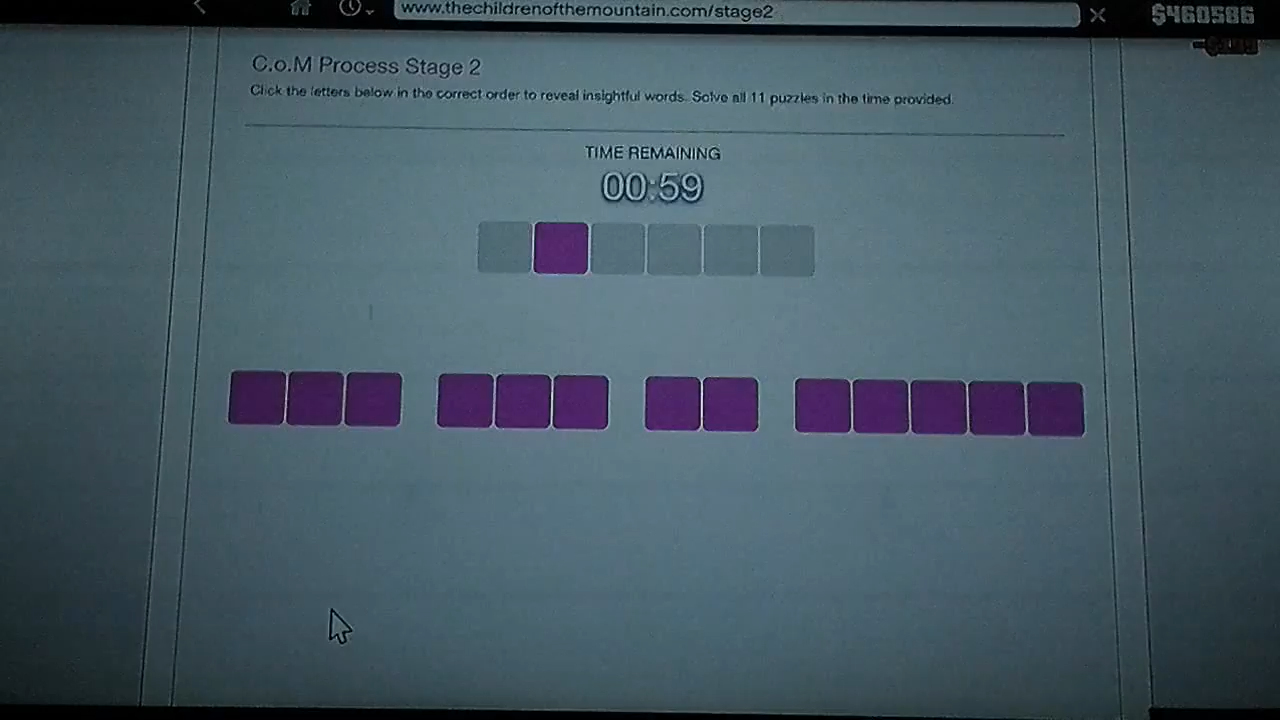 www.thechildrenofthemountain.com/stage2
$460586
C.o.M Process Stage 2
Click the letters below in the correct order to reveal insightful words. Solve all 11 puzzles in the time provided.
TIME REMAINING
00:59